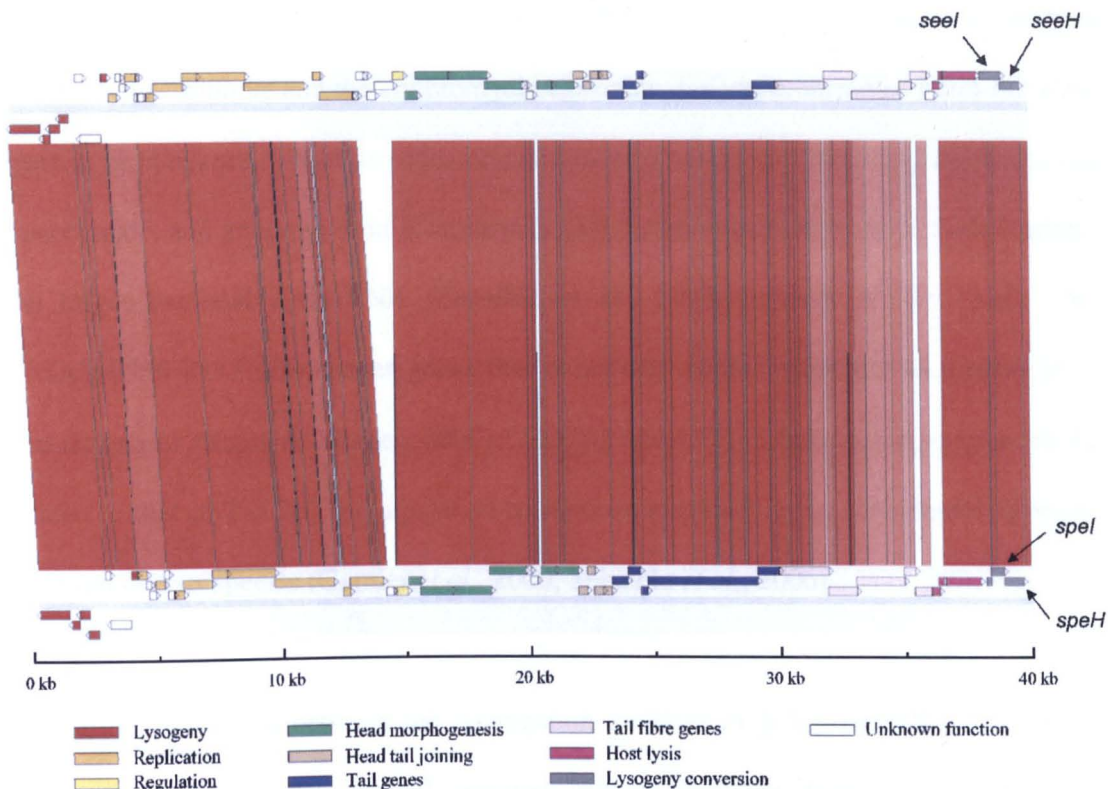 seeI seeH
speI
speH
0 kb 10 kb 20 kb 30 kb 40 kb
Lysogeny Head morphogenesis Tail fibre genes Unknown function
Replication Head tail joining Host lysis
Regulation Tail genes Lysogeny conversion